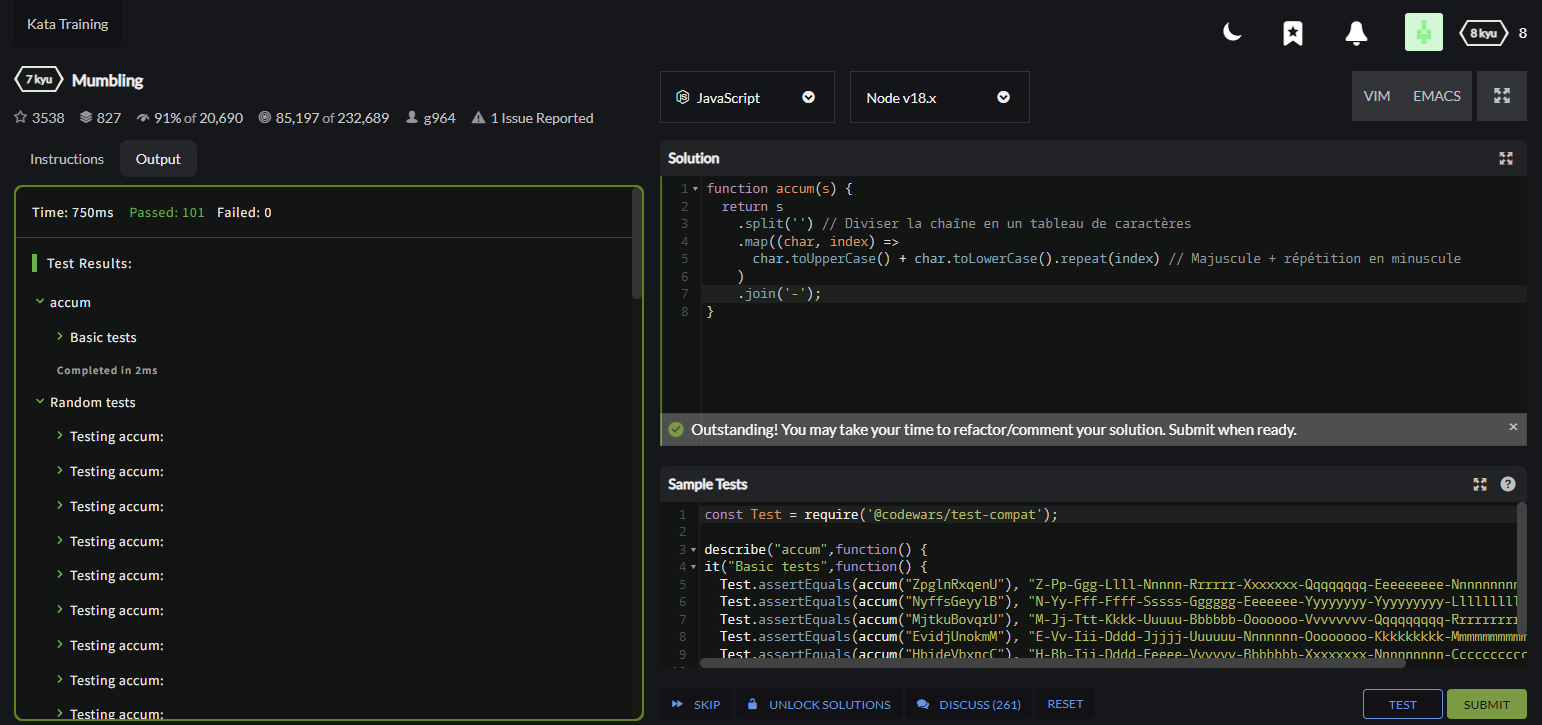 Kata Training
8 kyu 8
7 kyu Mumbling
3538 827 91% of 20,690 85,197 of 232,689 g964 1 Issue Reported
Instructions Output
Time: 750ms Passed: 101 Failed: 0
Test Results:
accum
Basic tests
Completed in 2ms
Random tests
Testing accum:
Testing accum:
Testing accum:
Testing accum:
Testing accum:
Testing accum:
Testing accum:
Testing accum:
Testing accum:
JavaScript Node v18.x VIM EMACS
Solution
1 function accum(s) {
2 return s
3 .split('') // Diviser la chaîne en un tableau de caractères
4 .map((char, index) =>
5 char.toUpperCase() + char.toLowerCase().repeat(index) // Majuscule + répétition en minuscule
6 )
7 .join('-');
8 }
Outstanding! You may take your time to refactor/comment your solution. Submit when ready.
Sample Tests
1 const Test = require('@codewars/test-compat');
2
3 describe("accum",function() {
4 it("Basic tests",function() {
5 Test.assertEquals(accum("ZpglnRxqenU"), "Z-Pp-Ggg-Llll-Nnnnn-Rrrrrr-Xxxxxxx-Qqqqqqqq-Eeeeeeeee-Nnnnnnnnn
6 Test.assertEquals(accum("NyffsGeyylB"), "N-Yy-Fff-Ffff-Sssss-Gggggg-Eeeeeee-Yyyyyyyy-Yyyyyyyyy-Lllllllll
7 Test.assertEquals(accum("MjtkuBovqrU"), "M-Jj-Ttt-Kkkk-Uuuuu-Bbbbbb-Ooooooo-Vvvvvvvv-Qqqqqqqqq-Rrrrrrrrr
8 Test.assertEquals(accum("EvidjUnokmM"), "E-Vv-Iii-Dddd-Jjjjj-Uuuuuu-Nnnnnnn-Oooooooo-Kkkkkkkkk-Mmmmmmmmmm
9 Test.assertEquals(accum("HbideVbxncC"), "H-Bb-Iii-Dddd-Eeeee-Vvvvvv-Bbbbbbb-Xxxxxxxx-Nnnnnnnnn-Cccccccccc
SKIP UNLOCK SOLUTIONS DISCUSS (261) RESET TEST SUBMIT